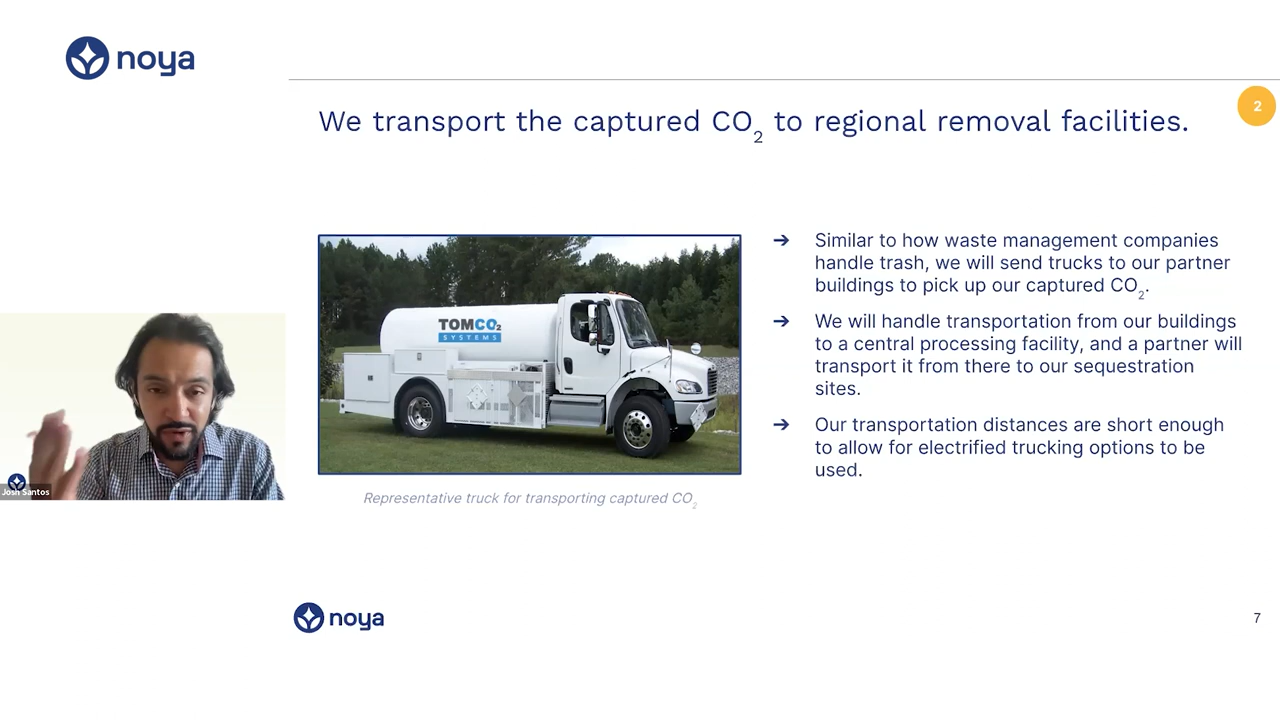 noya
2
We transport the captured CO₂ to regional removal facilities.
TOMCO₂
SYSTEMS
Representative truck for transporting captured CO₂
➔ Similar to how waste management companies
handle trash, we will send trucks to our partner
buildings to pick up our captured CO₂.
➔ We will handle transportation from our buildings
to a central processing facility, and a partner will
transport it from there to our sequestration
sites.
➔ Our transportation distances are short enough
to allow for electrified trucking options to be
used.
Josh Santos
noya
7